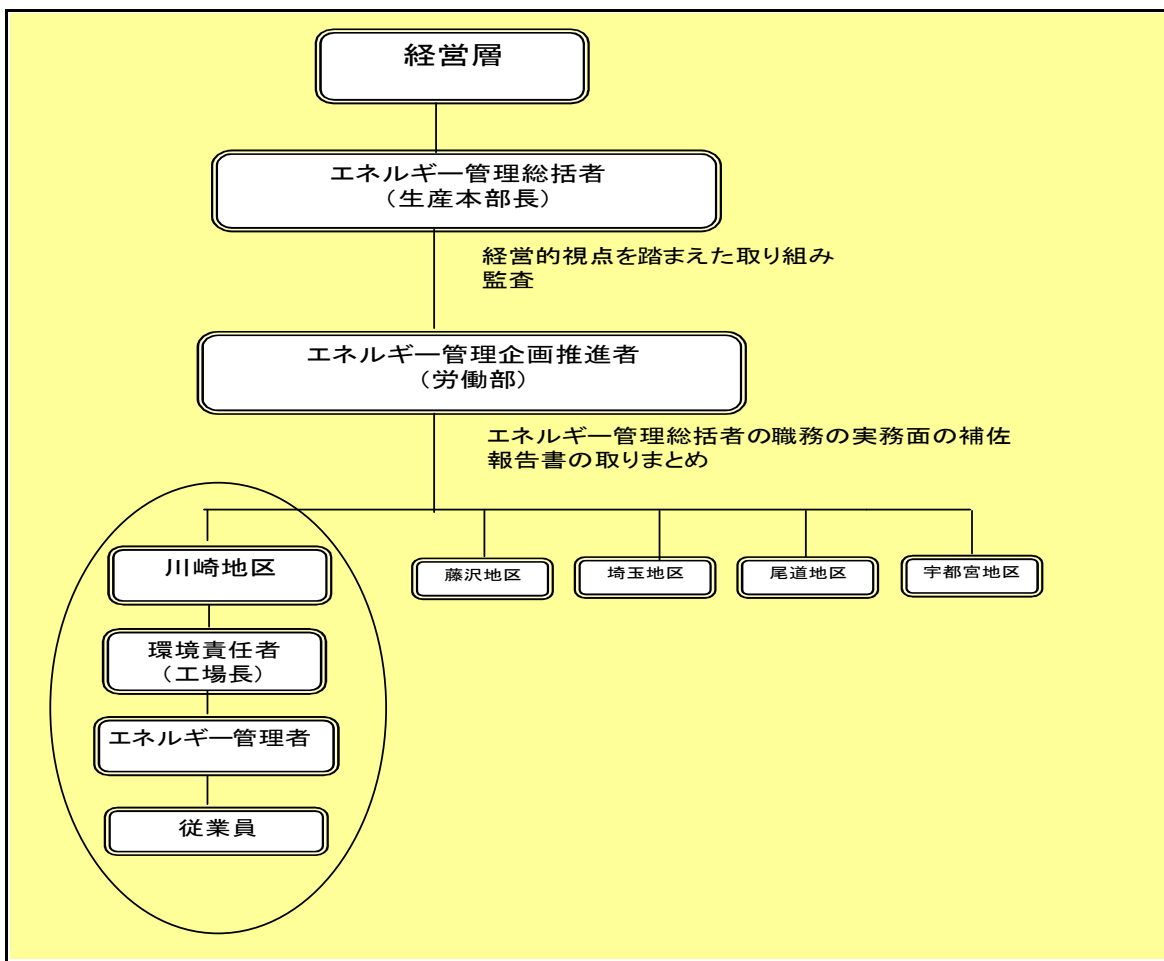 経営層
エネルギー管理総括者
（生産本部長）
経営的視点を踏まえた取り組み
監査
エネルギー管理企画推進者
（労働部）
エネルギー管理総括者の職務の実務面の補佐
報告書の取りまとめ
川崎地区
藤沢地区
埼玉地区
尾道地区
宇都宮地区
環境責任者
（工場長）
エネルギー管理者
従業員